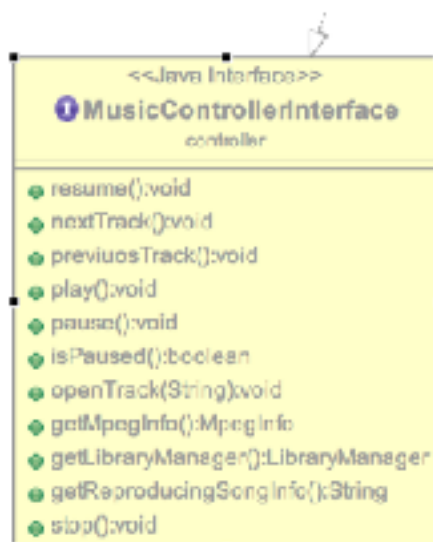 <<Java Interface>>
I MusicControllerInterface
controller
resume():void
nextTrack():void
previuosTrack():void
play():void
pause():void
isPaused():boolean
openTrack(String):void
getMpegInfo():MpegInfo
getLibraryManager():LibraryManager
getReproducingSongInfo():String
stop():void